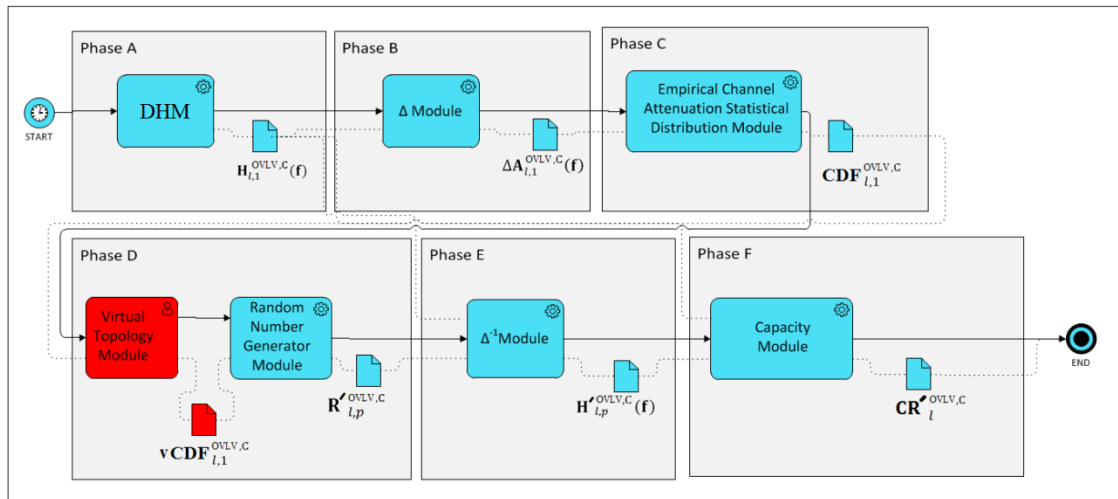 Phase A
Phase B
Phase C
START
DHM
Δ Module
Empirical Channel
Attenuation Statistical
Distribution Module
H_{l,1}^{OVLV,C}(f)
ΔA_{l,1}^{OVLV,C}(f)
CDF_{l,1}^{OVLV,C}
Phase D
Phase E
Phase F
Virtual
Topology
Module
Random
Number
Generator
Module
Δ⁻¹Module
Capacity
Module
END
R′_{l,p}^{OVLV,C}
H′_{l,p}^{OVLV,C}(f)
CR′_{l}^{OVLV,C}
vCDF_{l,1}^{OVLV,C}